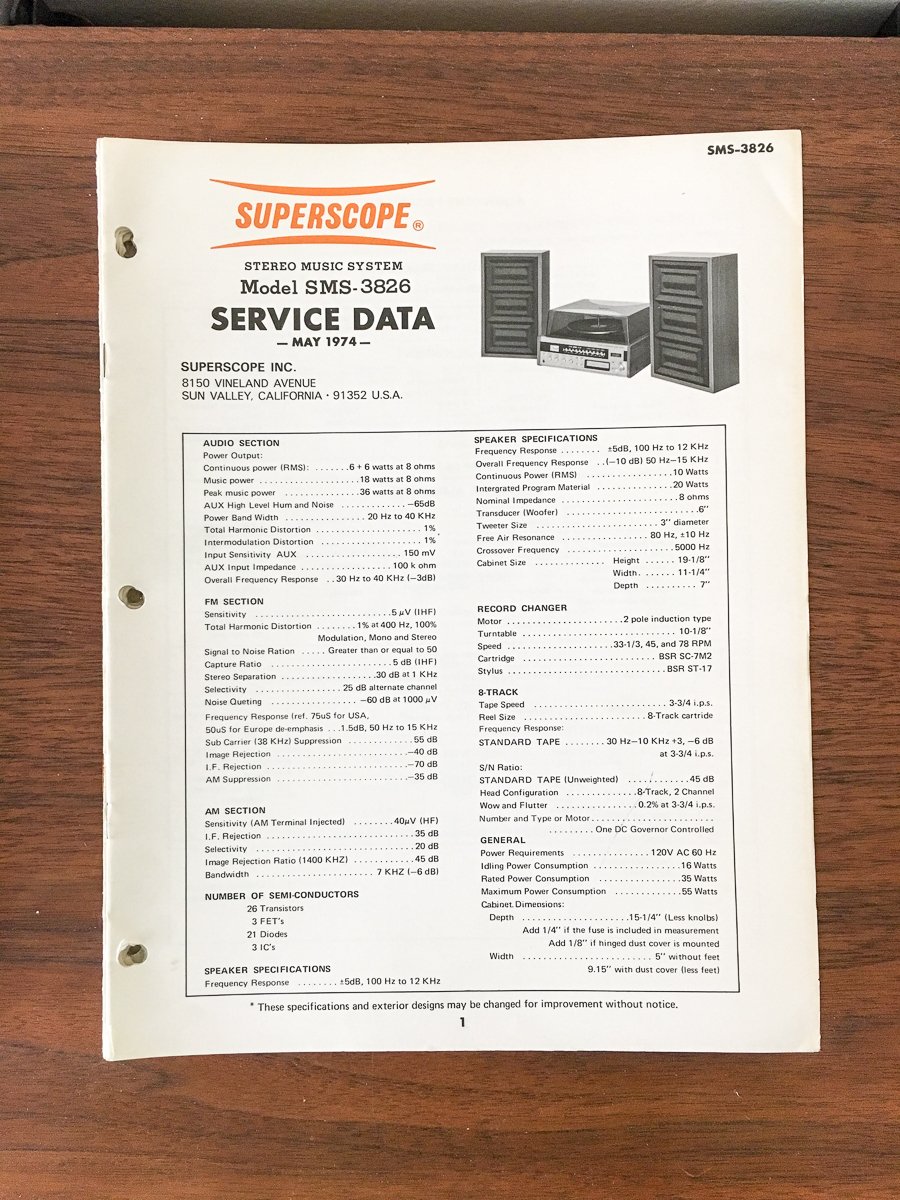 SMS-3826
SUPERSCOPE®
STEREO MUSIC SYSTEM
Model SMS-3826
SERVICE DATA
— MAY 1974 —
SUPERSCOPE INC.
8150 VINELAND AVENUE
SUN VALLEY, CALIFORNIA · 91352 U.S.A.
AUDIO SECTION
Power Output:
Continuous power (RMS): .......6 + 6 watts at 8 ohms
Music power ......................18 watts at 8 ohms
Peak music power .............36 watts at 8 ohms
AUX High Level Hum and Noise ............. —65dB
Power Band Width ................ 20 Hz to 40 KHz
Total Harmonic Distortion ...................... 1%
Intermodulation Distortion ..................... 1%
Input Sensitivity AUX .................... 150 mV
AUX Input Impedance .................... 100 k ohm
Overall Frequency Response ..30 Hz to 40 KHz (—3dB)
FM SECTION
Sensitivity ............................5 µV (IHF)
Total Harmonic Distortion ........1% at 400 Hz, 100%
Modulation, Mono and Stereo
Signal to Noise Ration ..... Greater than or equal to 50
Capture Ratio .........................5 dB (IHF)
Stereo Separation ...................30 dB at 1 KHz
Selectivity .................25 dB alternate channel
Noise Queting ................. —60 dB at 1000 µV
Frequency Response (ref. 75uS for USA,
50uS for Europe de-emphasis ...1.5dB, 50 Hz to 15 KHz
Sub Carrier (38 KHz) Suppression .............55 dB
Image Rejection ...........................—40 dB
I.F. Rejection .............................—70 dB
AM Suppression ...........................—35 dB
AM SECTION
Sensitivity (AM Terminal Injected) ........40µV (HF)
I.F. Rejection ..............................35 dB
Selectivity .................................20 dB
Image Rejection Ratio (1400 KHZ) ............45 dB
Bandwidth ........................ 7 KHZ (—6 dB)
NUMBER OF SEMI-CONDUCTORS
26 Transistors
3 FET's
21 Diodes
3 IC's
SPEAKER SPECIFICATIONS
Frequency Response ........ ±5dB, 100 Hz to 12 KHz
SPEAKER SPECIFICATIONS
Frequency Response ........ ±5dB, 100 Hz to 12 KHz
Overall Frequency Response ..(—10 dB) 50 Hz—15 KHz
Continuous Power (RMS) .................10 Watts
Intergrated Program Material ...............20 Watts
Nominal Impedance .......................8 ohms
Transducer (Woofer) ...........................6"
Tweeter Size ........................ 3" diameter
Free Air Resonance ................. 80 Hz, ±10 Hz
Crossover Frequency .....................5000 Hz
Cabinet Size ............. Height ...... 19-1/8"
Width. ...... 11-1/4"
Depth .......... 7"
RECORD CHANGER
Motor .......................2 pole induction type
Turntable ............................... 10-1/8"
Speed .....................33-1/3, 45, and 78 RPM
Cartridge ......................... BSR SC-7M2
Stylus .............................BSR ST-17
8-TRACK
Tape Speed ......................... 3-3/4 i.p.s.
Reel Size ........................ 8-Track cartride
Frequency Response:
STANDARD TAPE ........ 30 Hz—10 KHz +3, —6 dB
at 3-3/4 i.p.s.
S/N Ratio:
STANDARD TAPE (Unweighted) ............45 dB
Head Configuration ..............8-Track, 2 Channel
Wow and Flutter ................0.2% at 3-3/4 i.p.s.
Number and Type or Motor.........................
......... One DC Governor Controlled
GENERAL
Power Requirements ...............120V AC 60 Hz
Idling Power Consumption .................16 Watts
Rated Power Consumption ................35 Watts
Maximum Power Consumption .............55 Watts
Cabinet Dimensions:
Depth .....................15-1/4" (Less knolbs)
Add 1/4" if the fuse is included in measurement
Add 1/8" if hinged dust cover is mounted
Width .......................... 5" without feet
9.15" with dust cover (less feet)
* These specifications and exterior designs may be changed for improvement without notice.
1